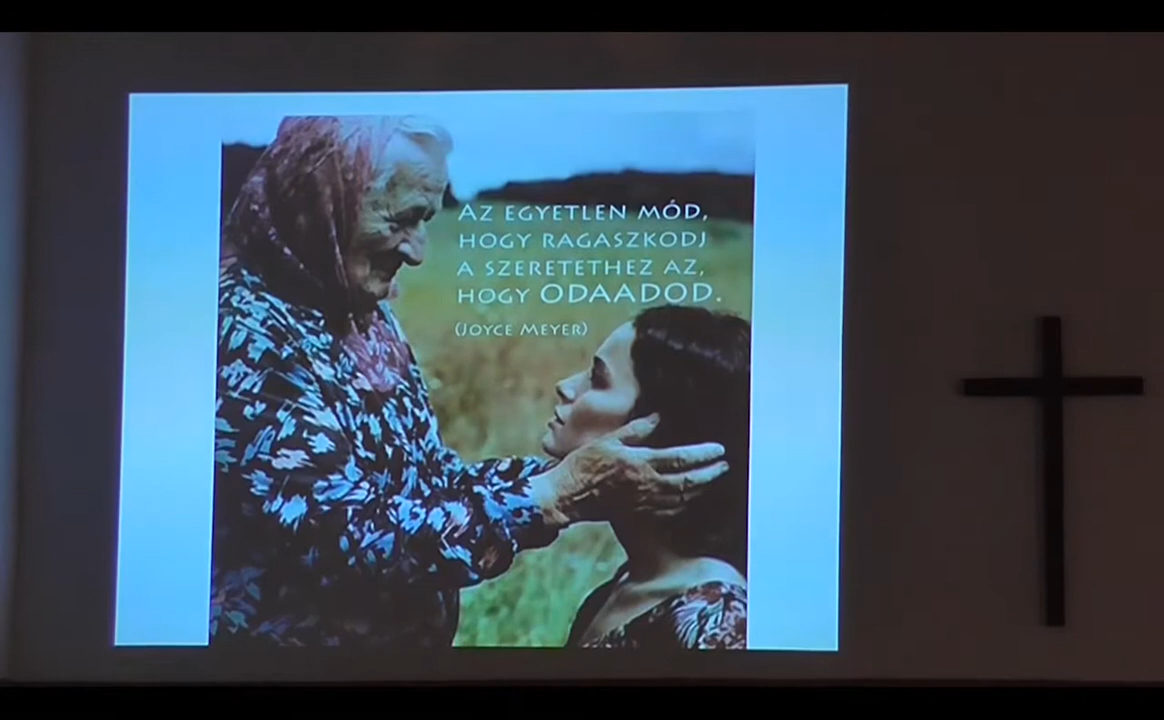 Az egyetlen mód,
hogy ragaszkodj
a szeretethez az,
hogy ODAADOD.
(Joyce Meyer)